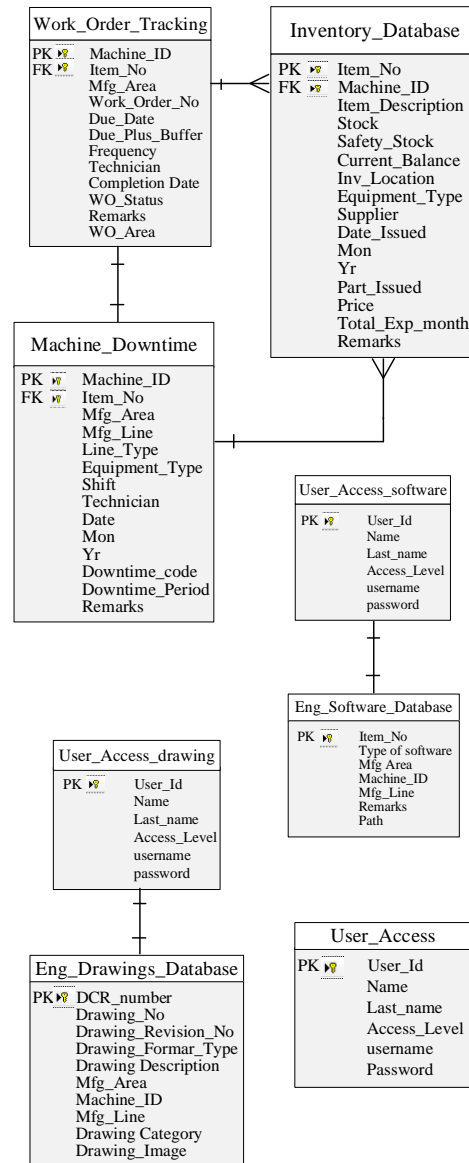 Work_Order_Tracking
PK Machine_ID
FK Item_No
Mfg_Area
Work_Order_No
Due_Date
Due_Plus_Buffer
Frequency
Technician
Completion Date
WO_Status
Remarks
WO_Area
Inventory_Database
PK Item_No
FK Machine_ID
Item_Description
Stock
Safety_Stock
Current_Balance
Inv_Location
Equipment_Type
Supplier
Date_Issued
Mon
Yr
Part_Issued
Price
Total_Exp_month
Remarks
Machine_Downtime
PK Machine_ID
FK Item_No
Mfg_Area
Mfg_Line
Line_Type
Equipment_Type
Shift
Technician
Date
Mon
Yr
Downtime_code
Downtime_Period
Remarks
User_Access_software
PK User_Id
Name
Last_name
Access_Level
username
password
Eng_Software_Database
PK Item_No
Type of software
Mfg Area
Machine_ID
Mfg_Line
Remarks
Path
User_Access_drawing
PK User_Id
Name
Last_name
Access_Level
username
password
Eng_Drawings_Database
PK DCR_number
Drawing_No
Drawing_Revision_No
Drawing_Formar_Type
Drawing Description
Mfg_Area
Machine_ID
Mfg_Line
Drawing Category
Drawing_Image
User_Access
PK User_Id
Name
Last_name
Access_Level
username
Password